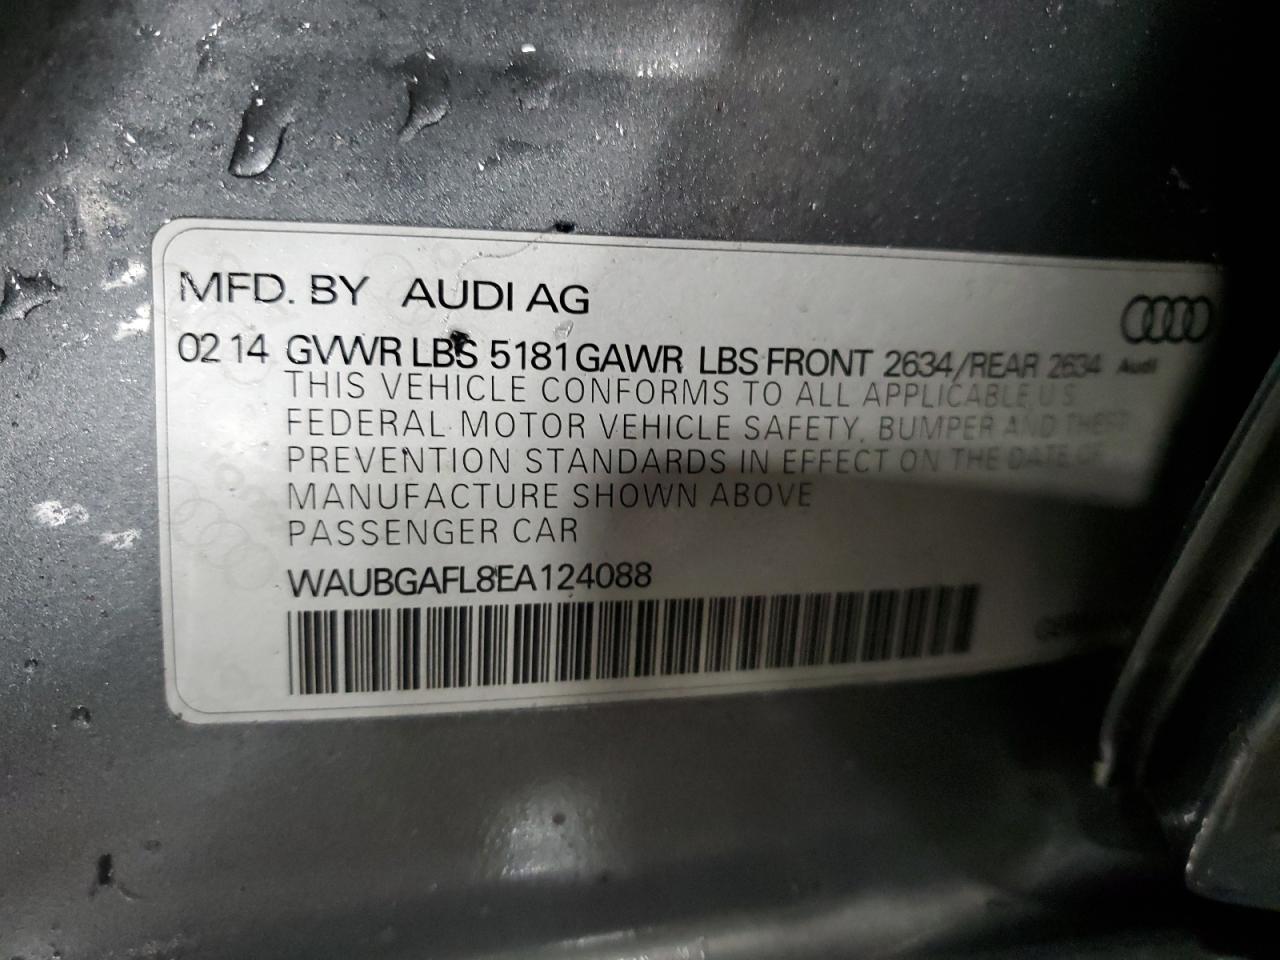 MFD. BY AUDI AG
02 14 GVWR LBS 5181 GAWR LBS FRONT 2634/REAR 2634 Audi
THIS VEHICLE CONFORMS TO ALL APPLICABLE U.S.
FEDERAL MOTOR VEHICLE SAFETY, BUMPER AND THEFT
PREVENTION STANDARDS IN EFFECT ON THE DATE OF
MANUFACTURE SHOWN ABOVE
PASSENGER CAR
WAUBGAFL8EA124088